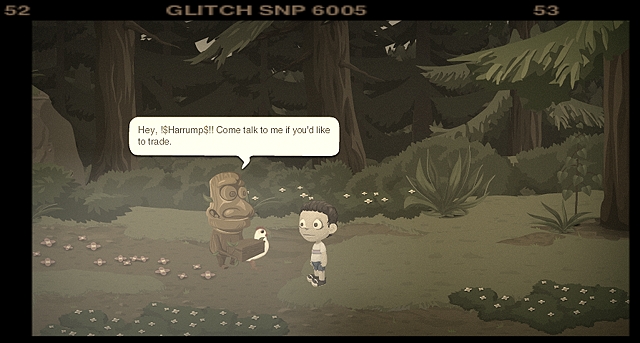 52 GLITCH SNP 6005 53
Hey, !$Harrump$!! Come talk to me if you'd like
to trade.